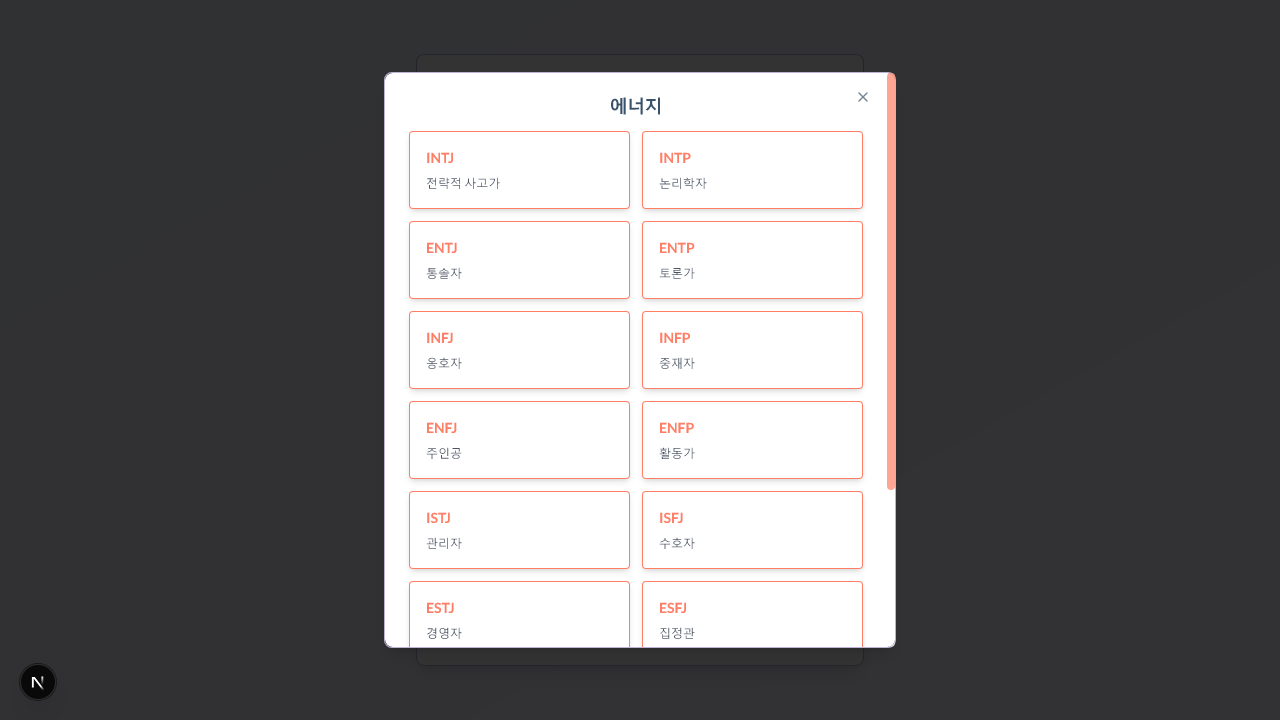 에너지
INTJ
전략적 사고가
INTP
논리학자
ENTJ
통솔자
ENTP
토론가
INFJ
옹호자
INFP
중재자
ENFJ
주인공
ENFP
활동가
ISTJ
관리자
ISFJ
수호자
ESTJ
경영자
ESFJ
집정관
N